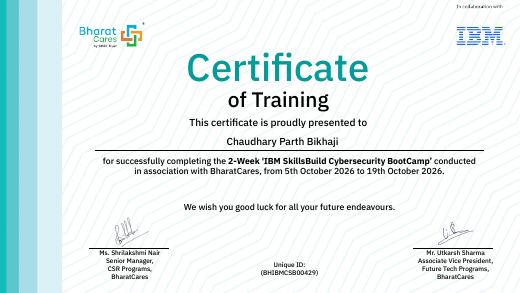 In collaboration with
Bharat
Cares
IBM
Certificate
of Training
This certificate is proudly presented to
Chaudhary Parth Bikhaji
for successfully completing the 2-Week 'IBM SkillsBuild Cybersecurity BootCamp' conducted
in association with BharatCares, from 5th October 2026 to 19th October 2026.
We wish you good luck for all your future endeavours.
Ms. Shrilakshmi Nair
Senior Manager,
CSR Programs,
BharatCares
Unique ID:
(BHIBMCSB00429)
Mr. Utkarsh Sharma
Associate Vice President,
Future Tech Programs,
BharatCares